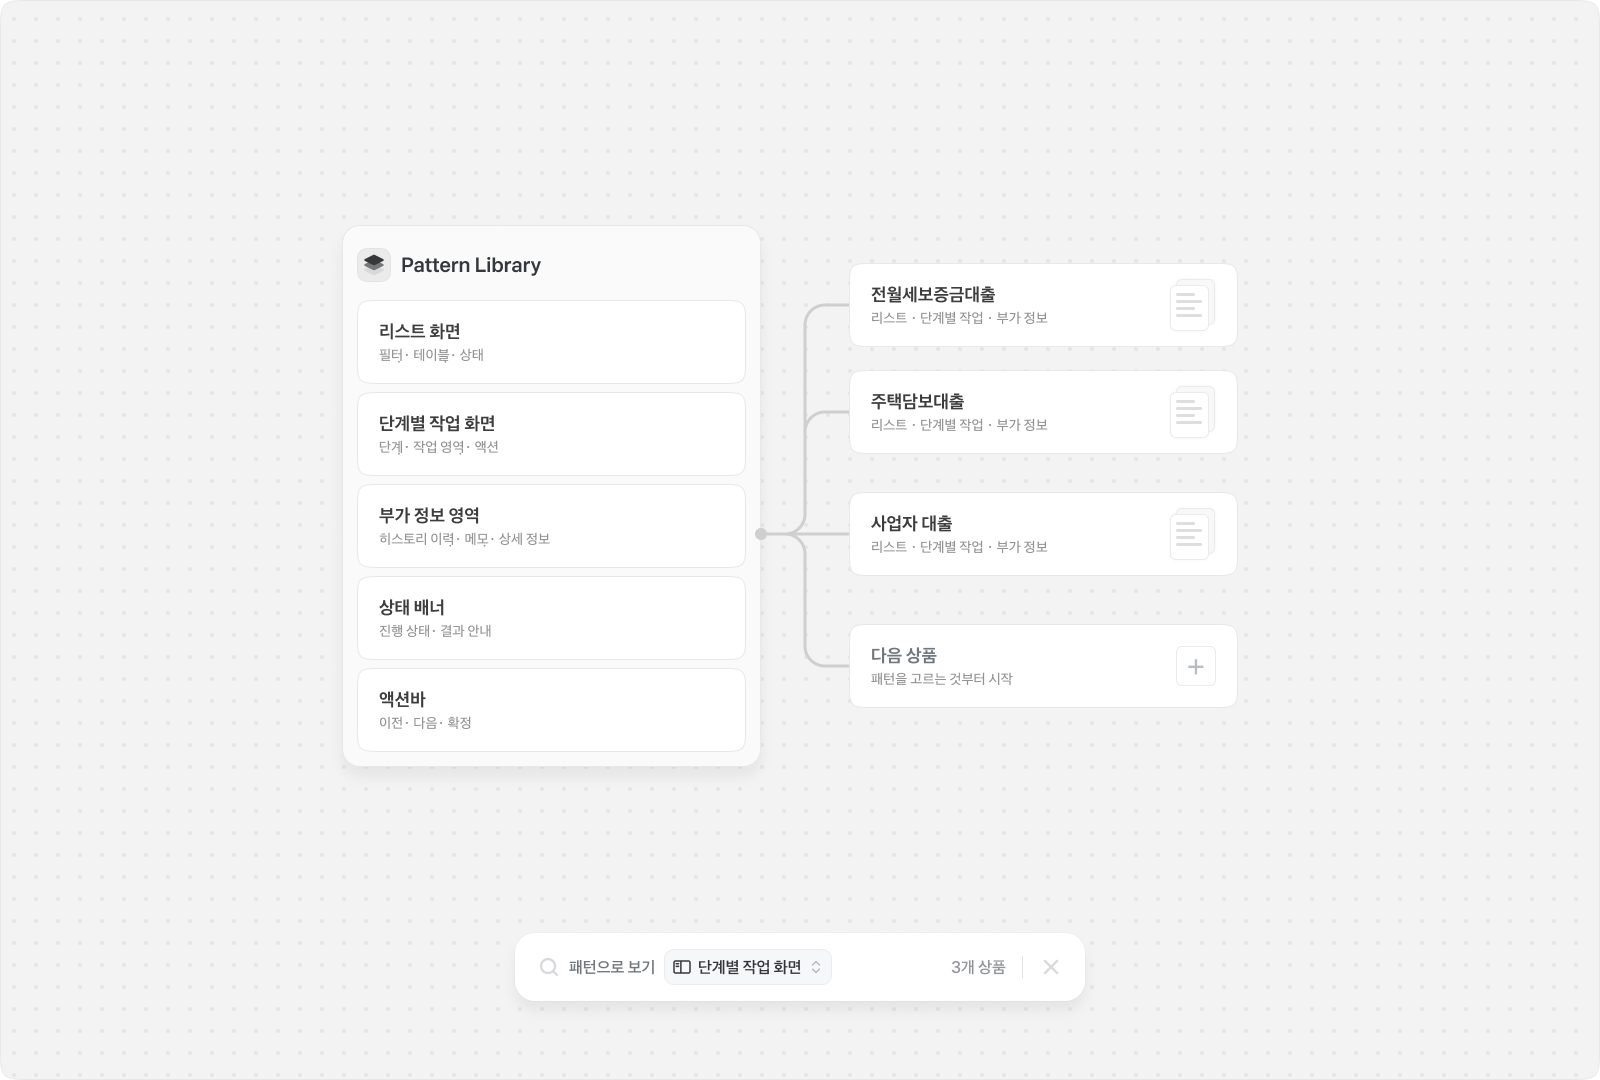 Pattern Library
리스트 화면
필터 · 테이블 · 상태
단계별 작업 화면
단계 · 작업 영역 · 액션
부가 정보 영역
히스토리 이력 · 메모 · 상세 정보
상태 배너
진행 상태 · 결과 안내
액션바
이전 · 다음 · 확정
전월세보증금대출
리스트 · 단계별 작업 · 부가 정보
주택담보대출
리스트 · 단계별 작업 · 부가 정보
사업자 대출
리스트 · 단계별 작업 · 부가 정보
다음 상품
패턴을 고르는 것부터 시작
패턴으로 보기 단계별 작업 화면 3개 상품